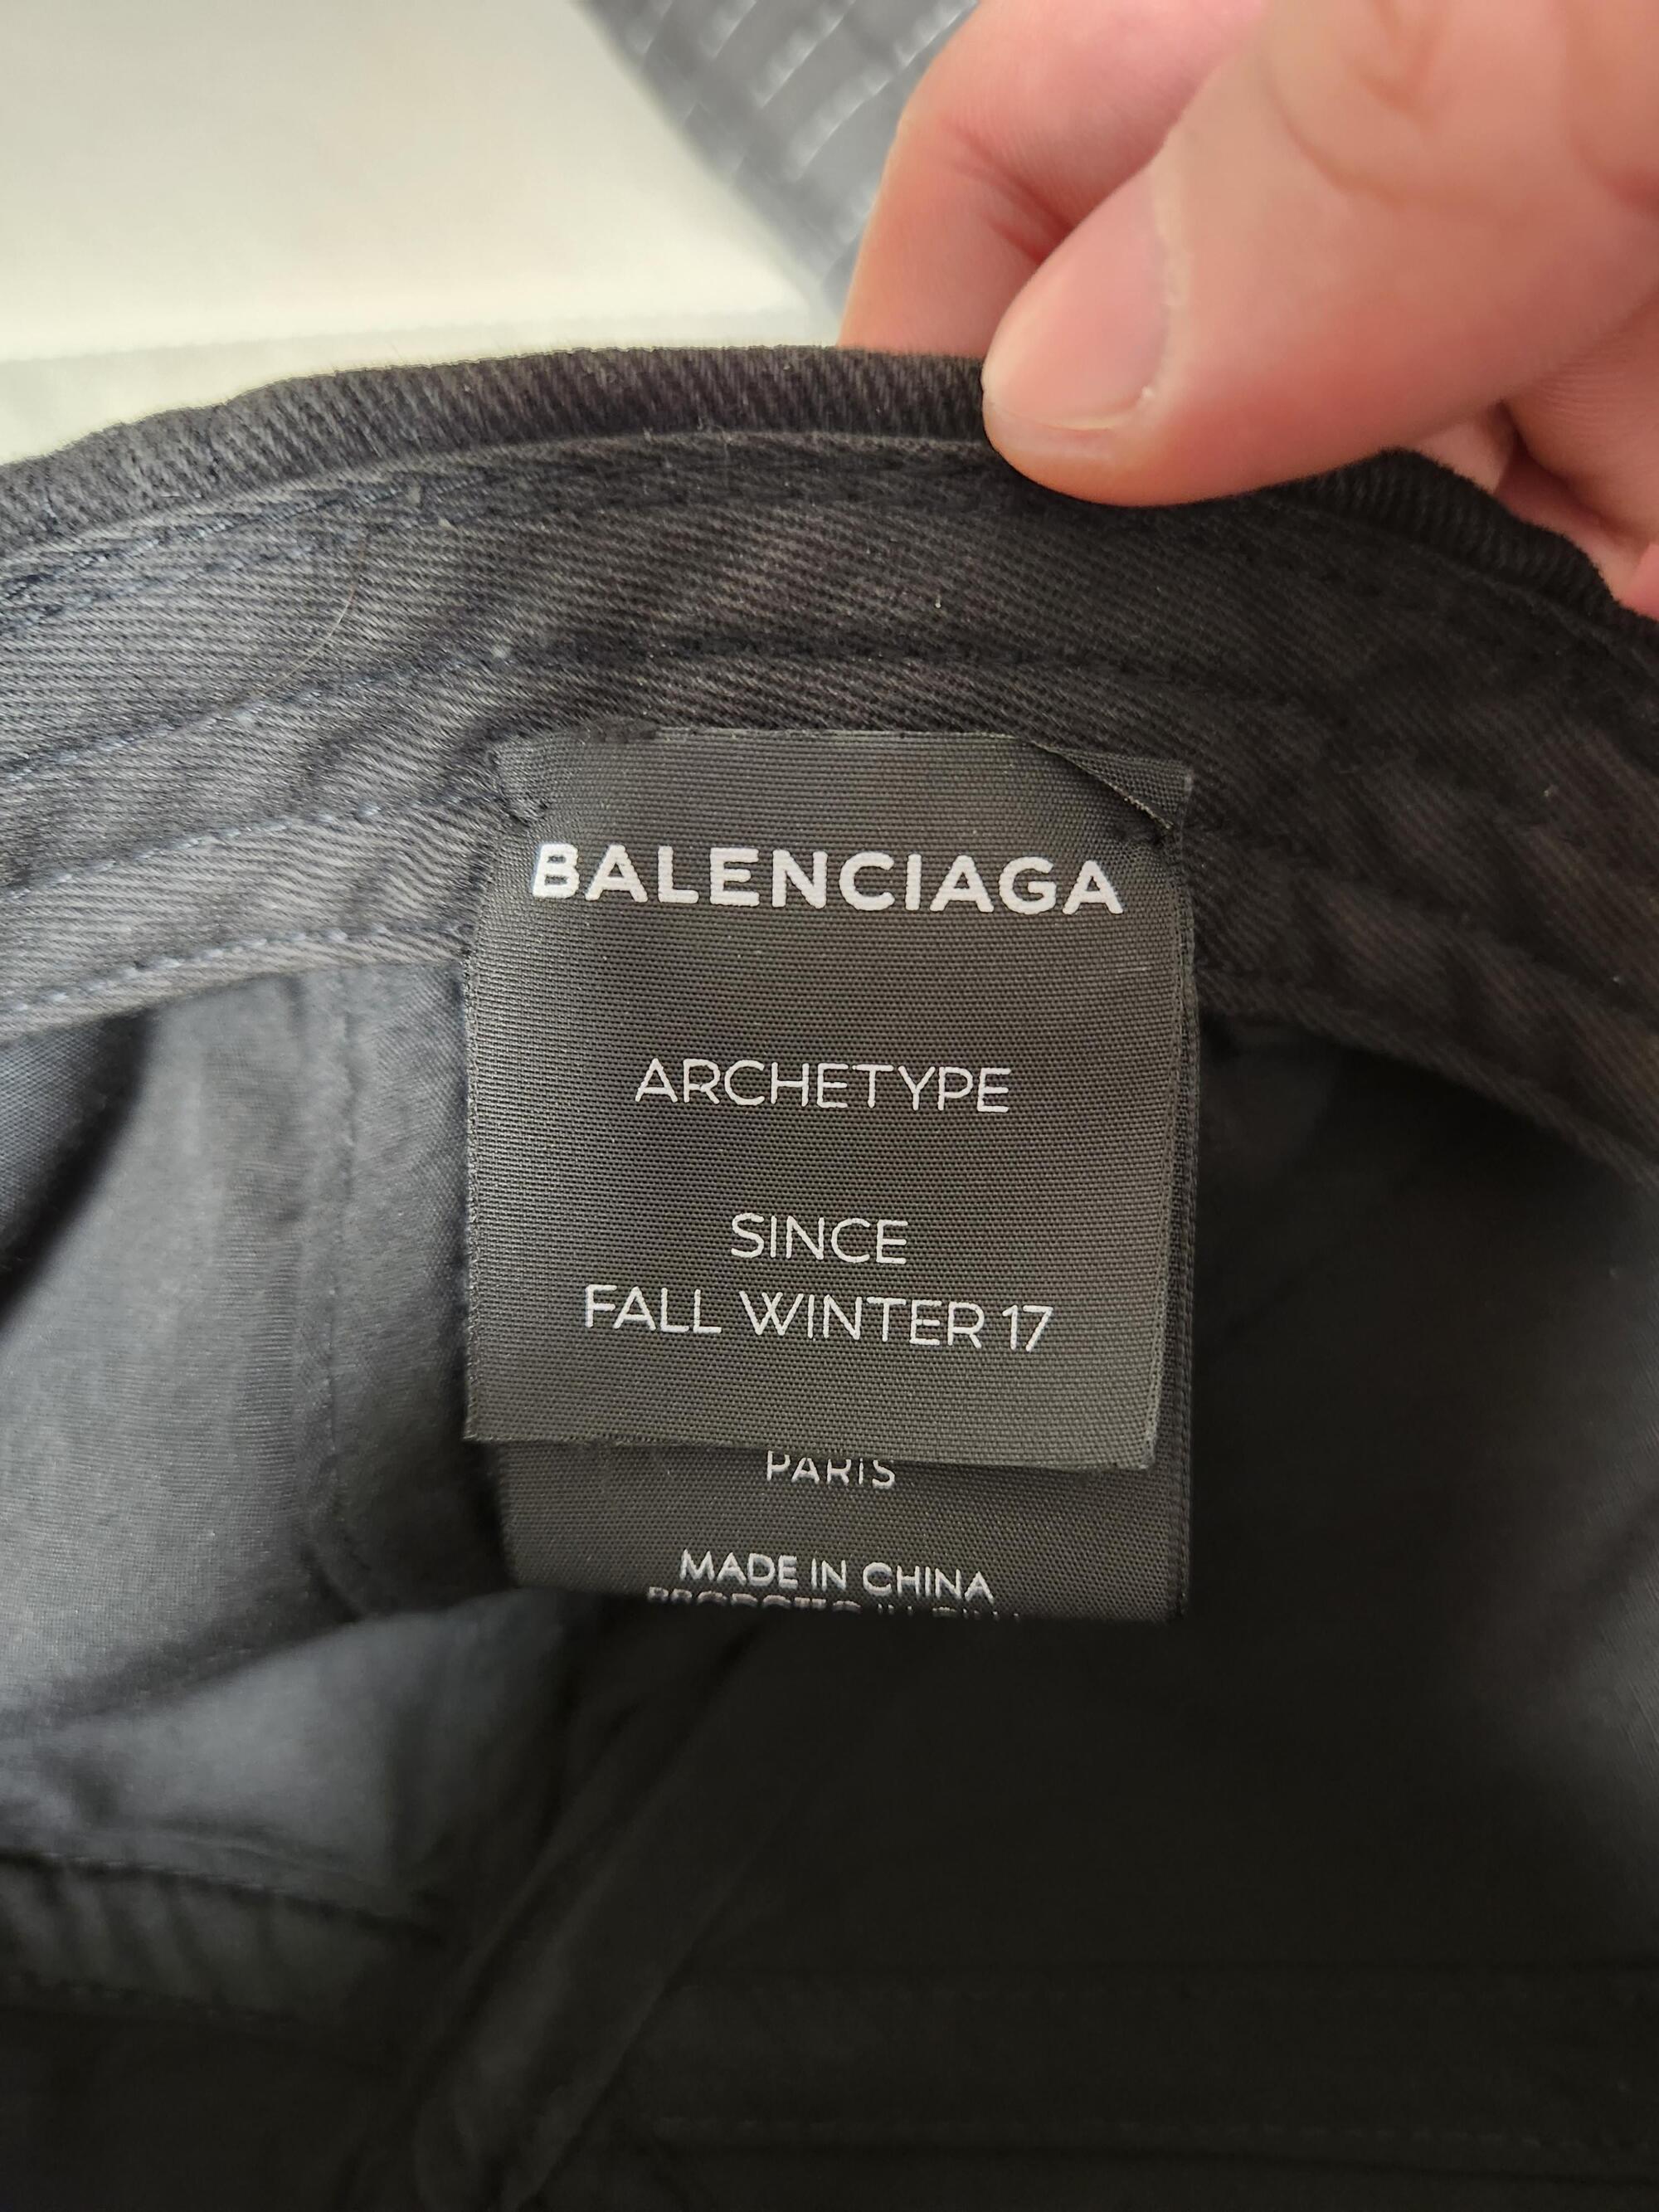 BALENCIAGA
ARCHETYPE
SINCE
FALL WINTER 17
PARIS
MADE IN CHINA